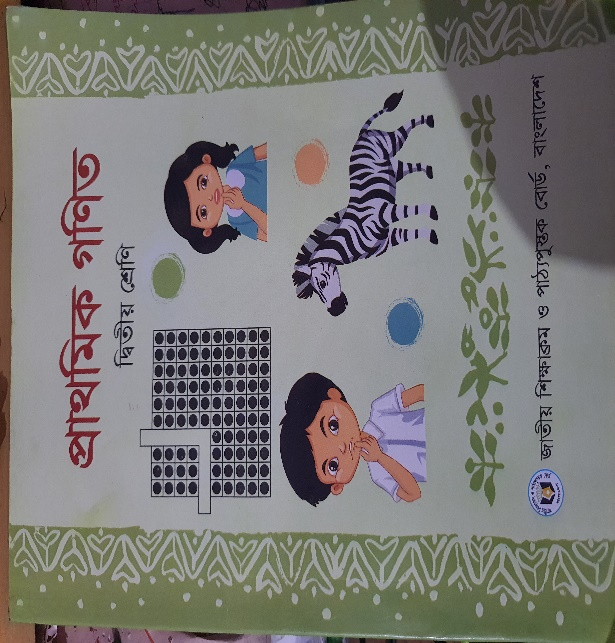 প্রাথমিক গণিত
দ্বিতীয় শ্রেণি
জাতীয় শিক্ষাক্রম ও পাঠ্যপুস্তক বোর্ড, বাংলাদেশ